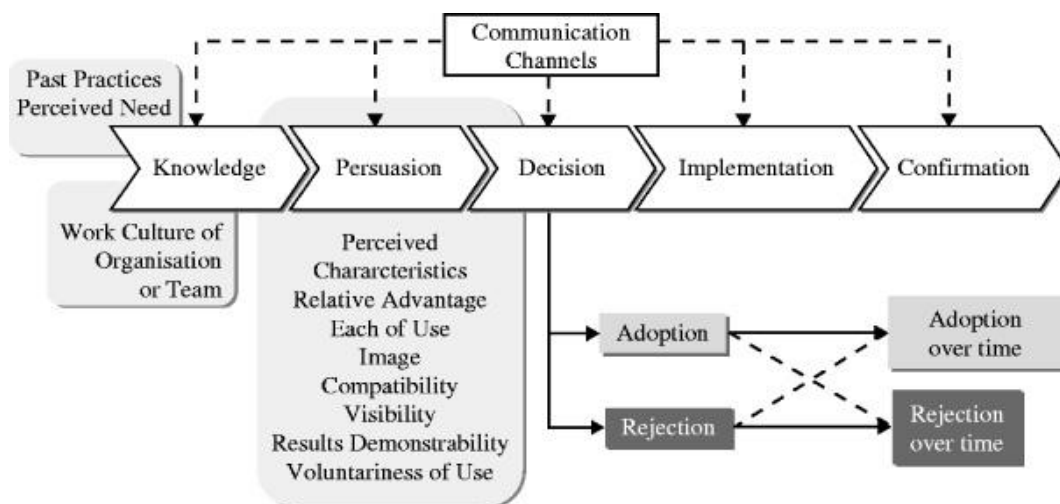 Communication
Channels
Past Practices
Perceived Need
Knowledge
Persuasion
Decision
Implementation
Confirmation
Work Culture of
Organisation
or Team
Perceived
Chararcteristics
Relative Advantage
Each of Use
Image
Compatibility
Visibility
Results Demonstrability
Voluntariness of Use
Adoption
Adoption
over time
Rejection
Rejection
over time